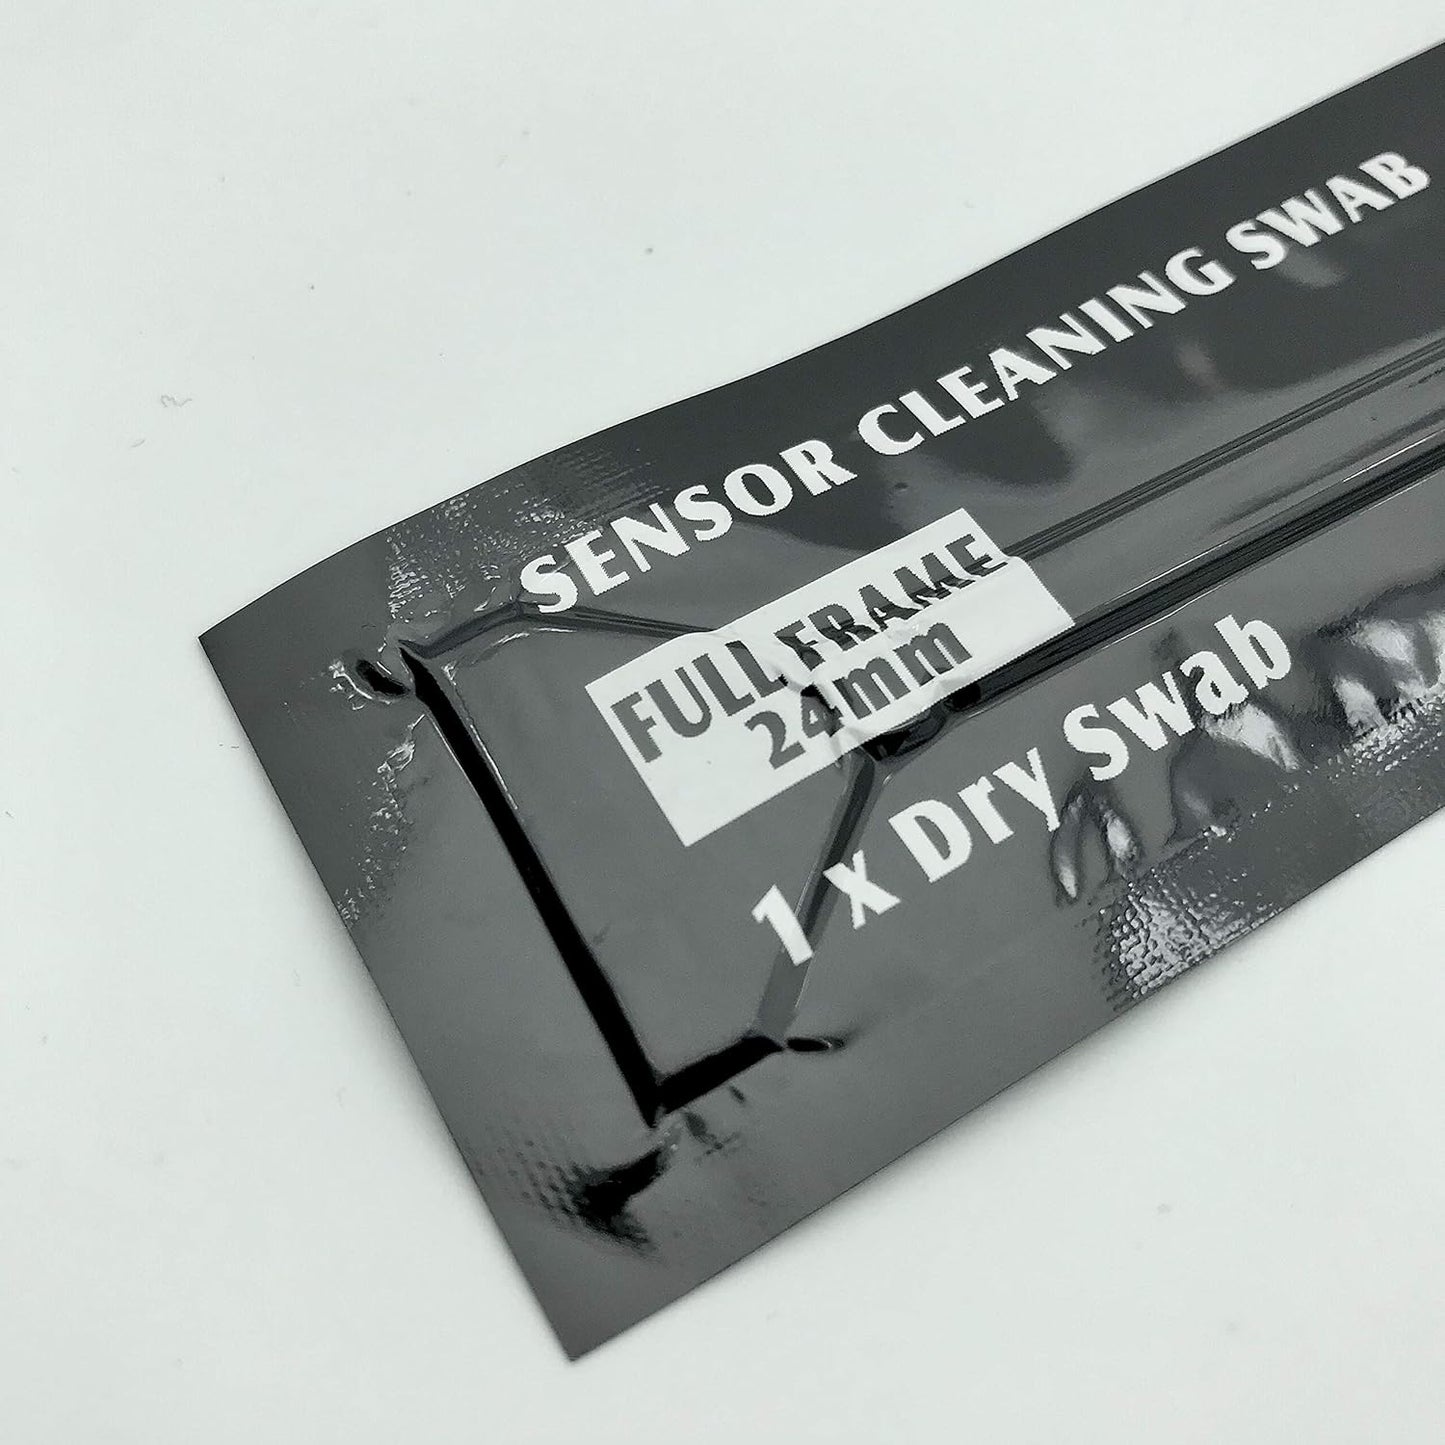 SENSOR CLEANING SWAB
FULL FRAME
24mm
1 x Dry Swab